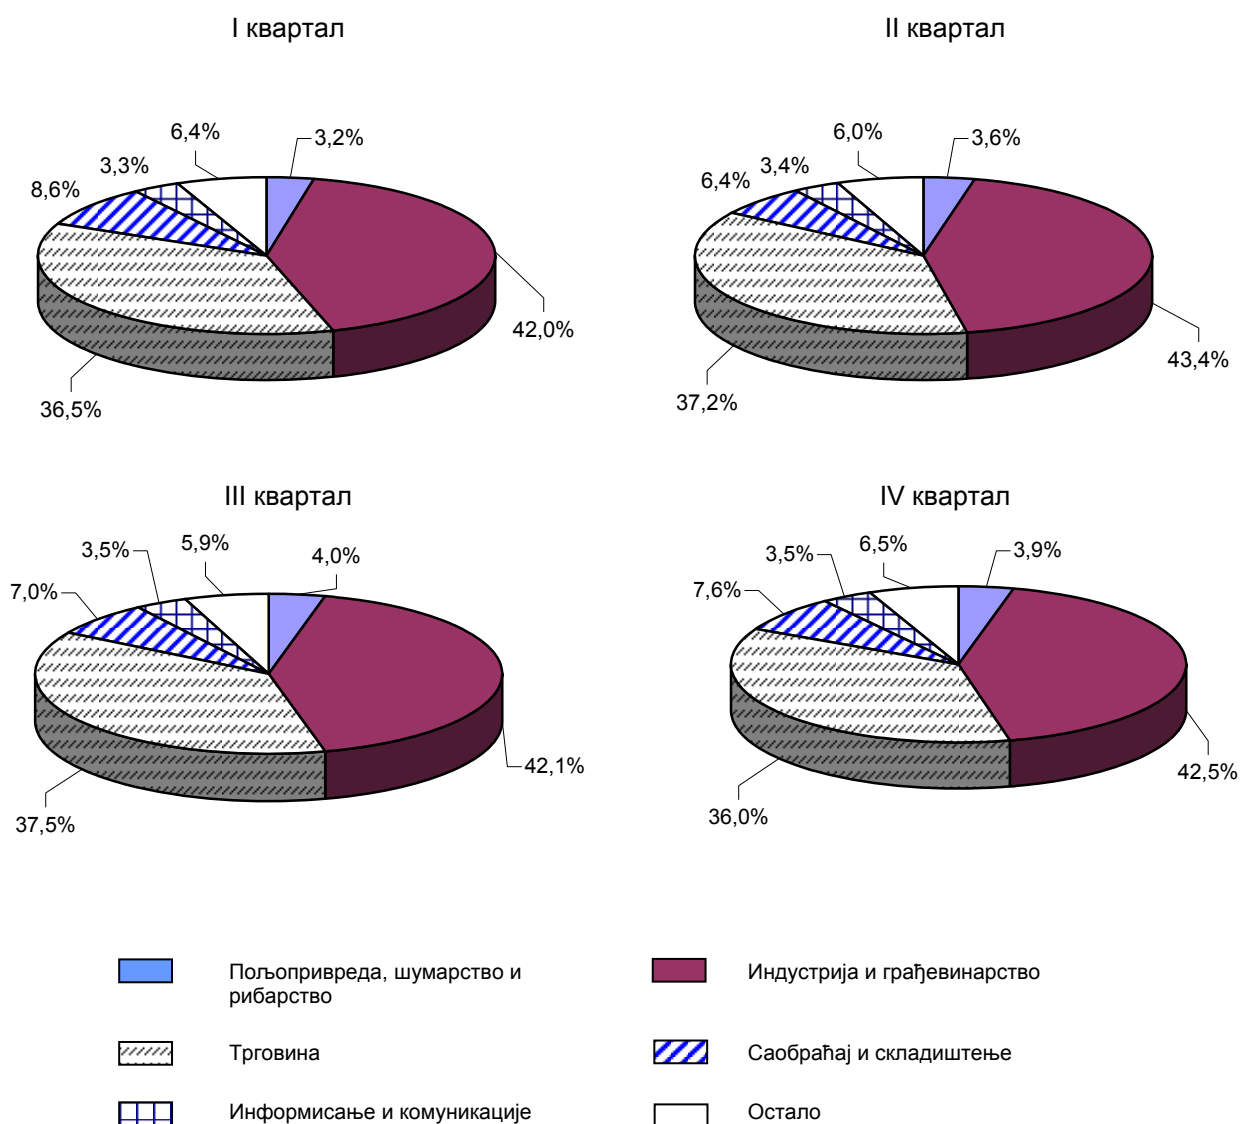 I квартал
II квартал
6,4%
3,2%
3,3%
8,6%
42,0%
36,5%
6,0%
3,6%
3,4%
6,4%
43,4%
37,2%
III квартал
IV квартал
5,9%
4,0%
3,5%
7,0%
42,1%
37,5%
6,5%
3,9%
3,5%
7,6%
42,5%
36,0%
Пољопривреда, шумарство и
рибарство
Индустрија и грађевинарство
Трговина
Саобраћај и складиштење
Информисање и комуникације
Остало